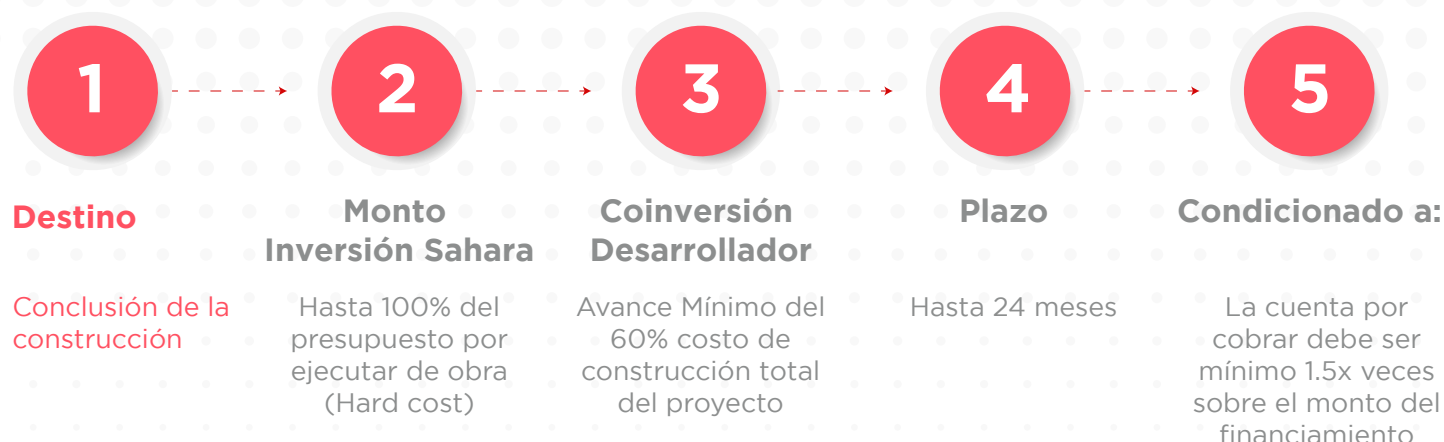 1
2
3
4
5
Destino
Conclusión de la
construcción
Monto
Inversión Sahara
Hasta 100% del
presupuesto por
ejecutar de obra
(Hard cost)
Coinversión
Desarrollador
Avance Mínimo del
60% costo de
construcción total
del proyecto
Plazo
Hasta 24 meses
Condicionado a:
La cuenta por
cobrar debe ser
mínimo 1.5x veces
sobre el monto del
financiamiento